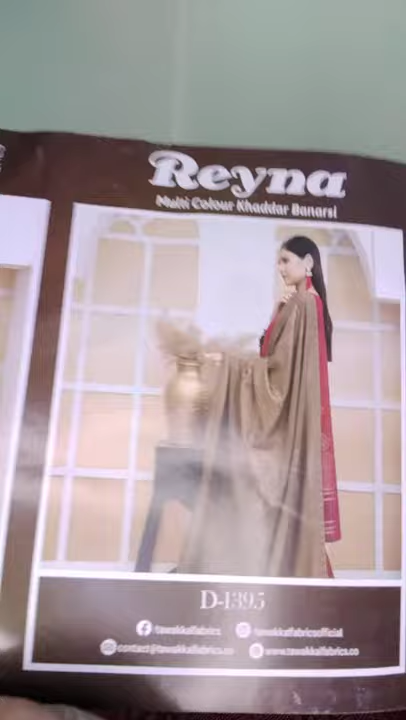 Reyna
Multi Colour Khaddar Banarsi
D-1395
tawakkalfabrics tawakkalfabricsofficial
contact@tawakkalfabrics.co www.tawakkalfabrics.co